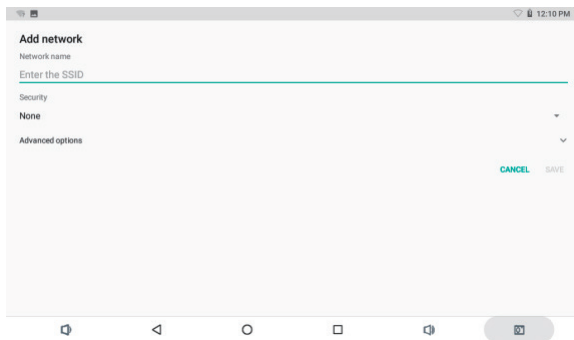 12:10 PM
Add network
Network name
Enter the SSID
Security
None
Advanced options
CANCEL SAVE